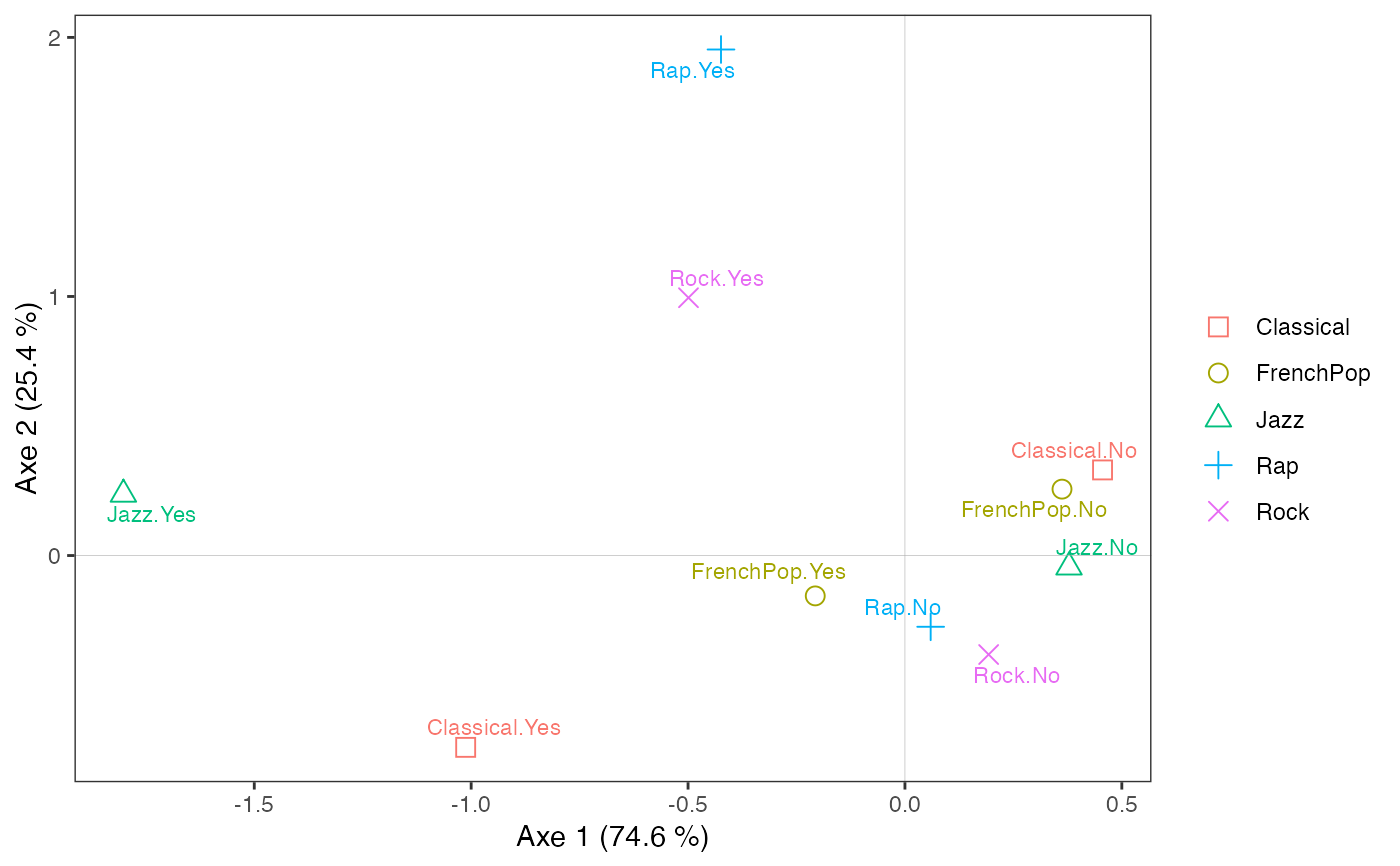 2
Rap.Yes
Rock.Yes
1
Classical.No
FrenchPop.No
Jazz.Yes
Jazz.No
0
FrenchPop.Yes
Rap.No
Rock.No
Classical.Yes
-1.5
-1.0
-0.5
0.0
0.5
Axe 1 (74.6 %)
Axe 2 (25.4 %)
Classical
FrenchPop
Jazz
Rap
Rock